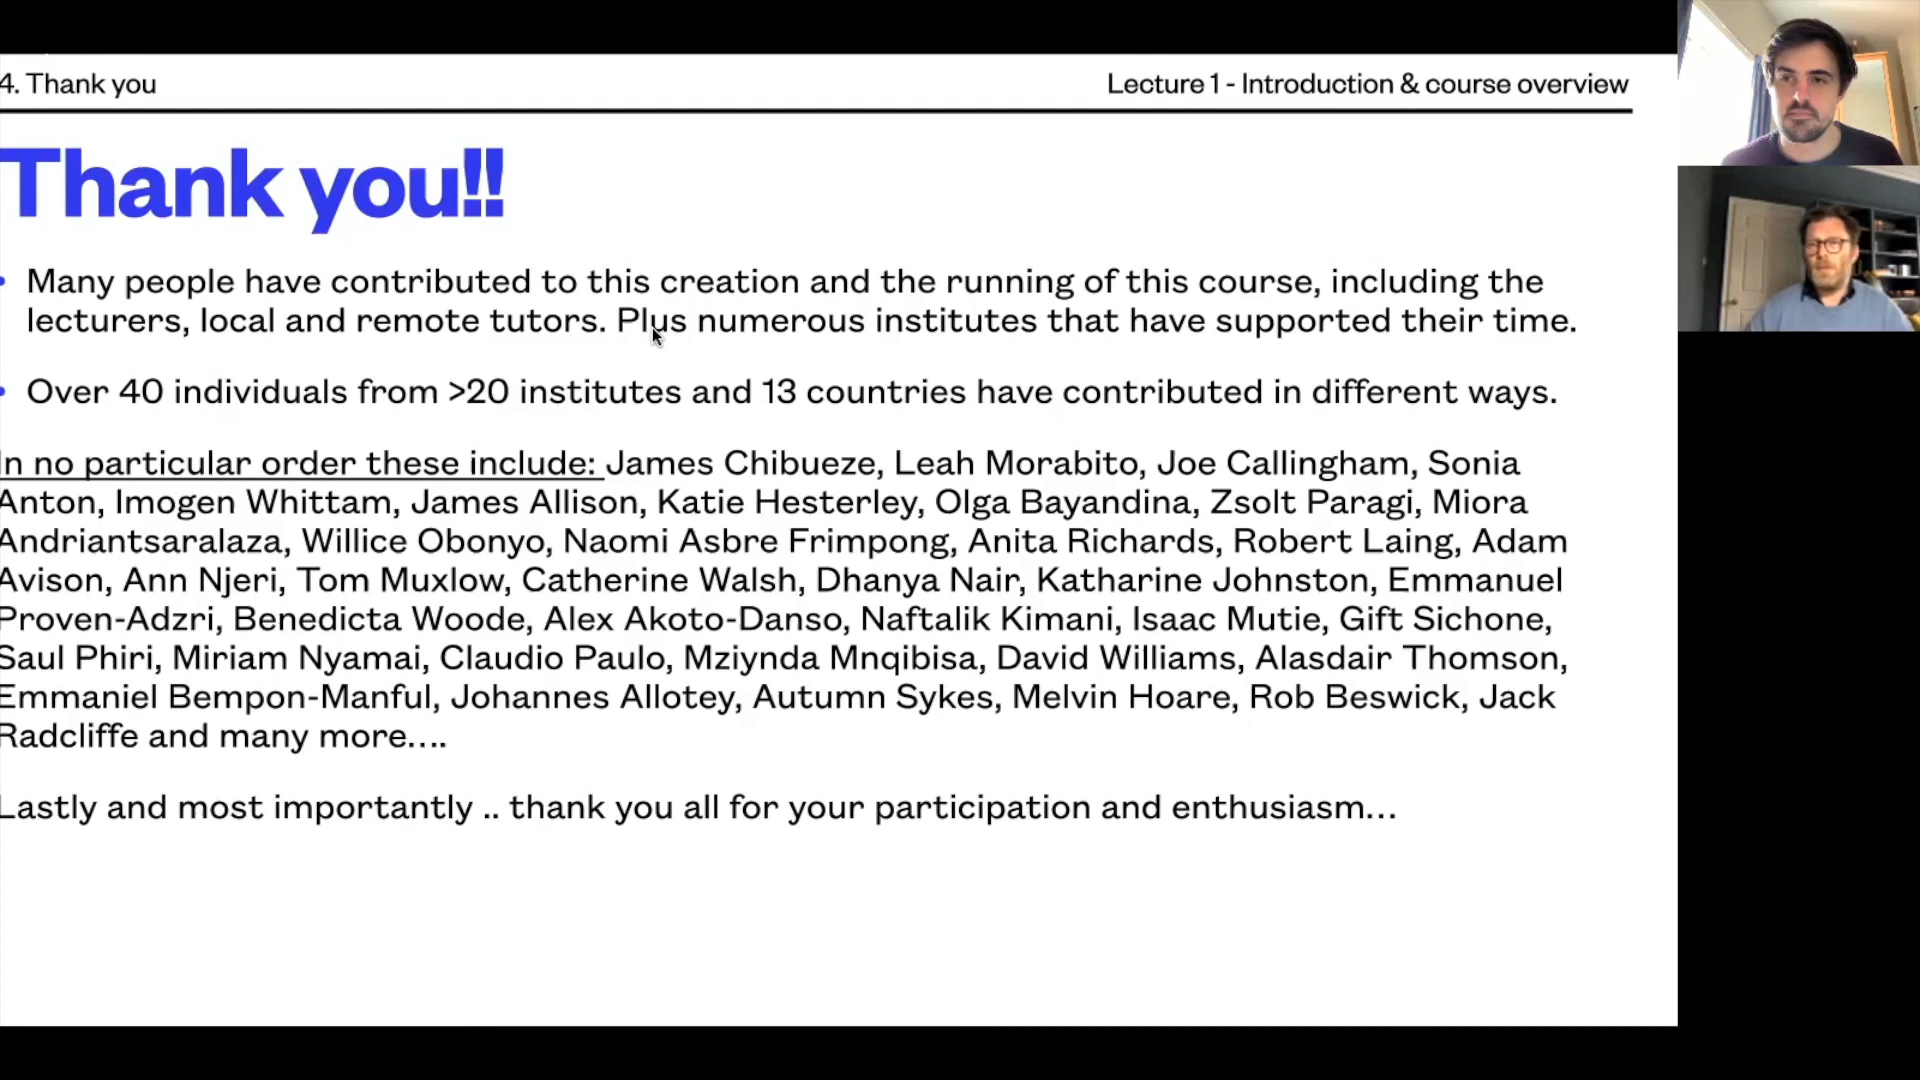 4. Thank you
Lecture 1 - Introduction & course overview
Thank you!!
• Many people have contributed to this creation and the running of this course, including the
lecturers, local and remote tutors. Plus numerous institutes that have supported their time.
• Over 40 individuals from >20 institutes and 13 countries have contributed in different ways.
In no particular order these include: James Chibueze, Leah Morabito, Joe Callingham, Sonia
Anton, Imogen Whittam, James Allison, Katie Hesterley, Olga Bayandina, Zsolt Paragi, Miora
Andriantsaralaza, Willice Obonyo, Naomi Asbre Frimpong, Anita Richards, Robert Laing, Adam
Avison, Ann Njeri, Tom Muxlow, Catherine Walsh, Dhanya Nair, Katharine Johnston, Emmanuel
Proven-Adzri, Benedicta Woode, Alex Akoto-Danso, Naftalik Kimani, Isaac Mutie, Gift Sichone,
Saul Phiri, Miriam Nyamai, Claudio Paulo, Mziynda Mnqibisa, David Williams, Alasdair Thomson,
Emmaniel Bempon-Manful, Johannes Allotey, Autumn Sykes, Melvin Hoare, Rob Beswick, Jack
Radcliffe and many more....
Lastly and most importantly .. thank you all for your participation and enthusiasm...